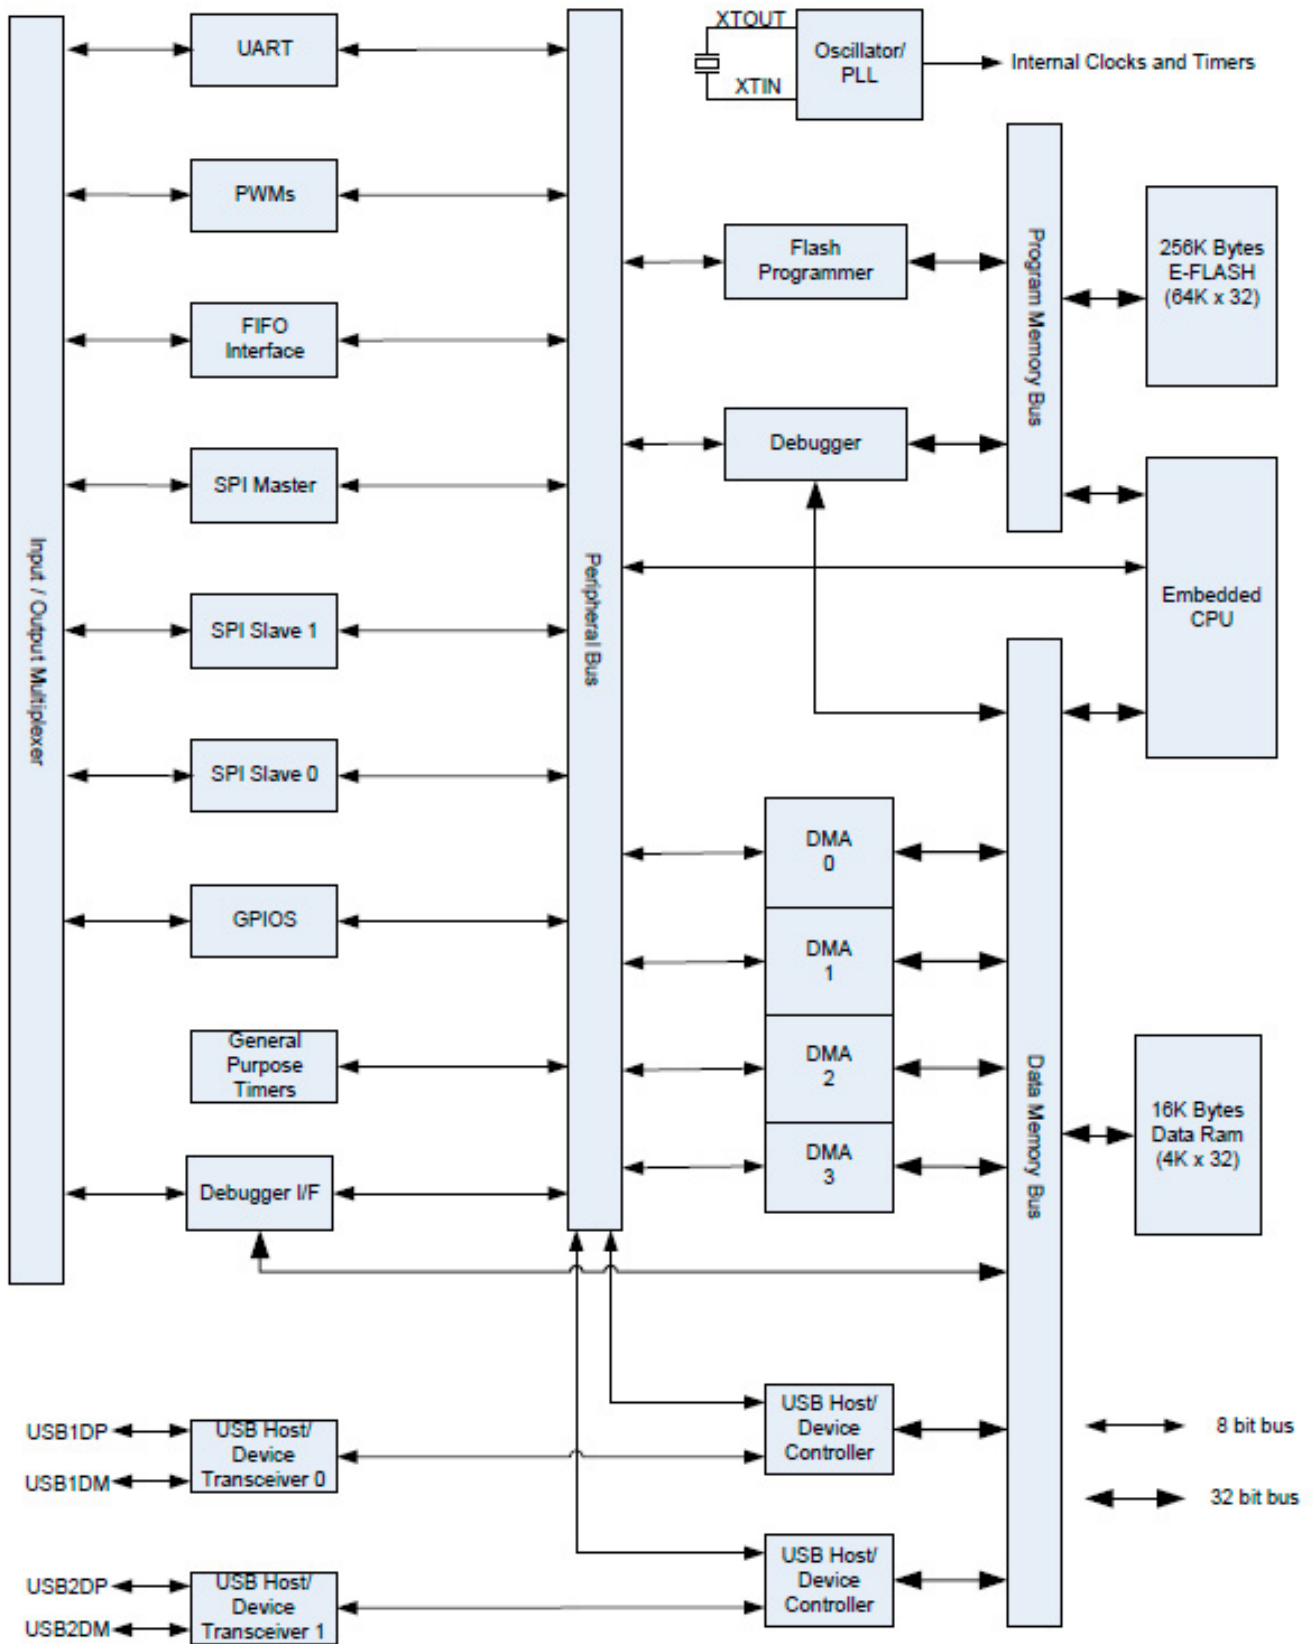 XTOUT
XTIN
Oscillator/
PLL
Internal Clocks and Timers
UART
PWMs
FIFO
Interface
SPI Master
SPI Slave 1
SPI Slave 0
GPIOS
General
Purpose
Timers
Debugger I/F
Input / Output Multiplexer
Peripheral Bus
Flash
Programmer
Debugger
Program Memory Bus
256K Bytes
E-FLASH
(64K x 32)
Embedded
CPU
DMA
0
DMA
1
DMA
2
DMA
3
Data Memory Bus
16K Bytes
Data Ram
(4K x 32)
USB1DP
USB1DM
USB Host/
Device
Transceiver 0
USB Host/
Device
Controller
8 bit bus
32 bit bus
USB2DP
USB2DM
USB Host/
Device
Transceiver 1
USB Host/
Device
Controller